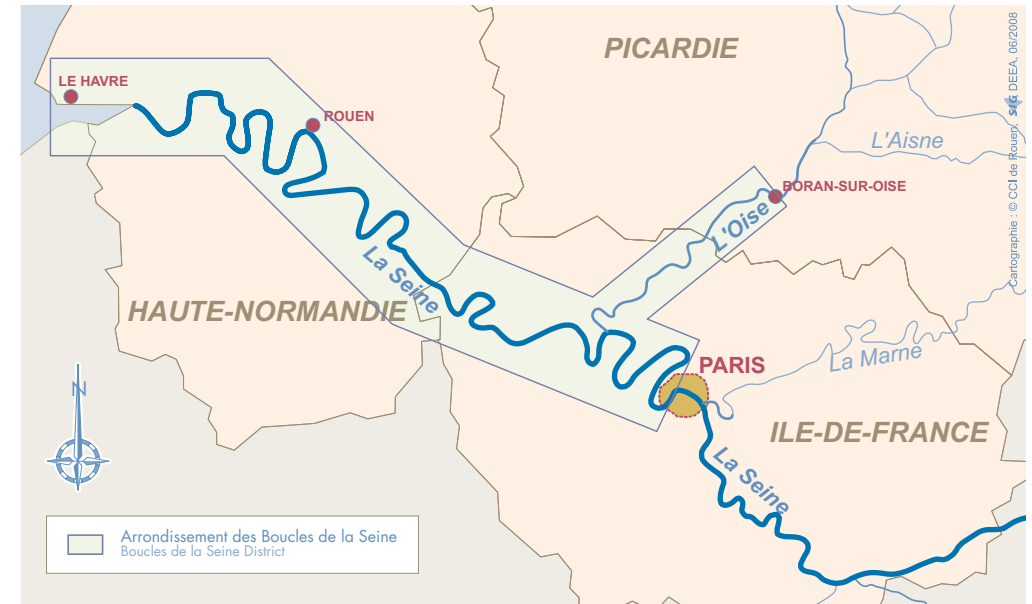 PICARDIE
LE HAVRE
ROUEN
L'Aisne
BORAN-SUR-OISE
L'Oise
La Seine
HAUTE-NORMANDIE
La Marne
PARIS
N
ILE-DE-FRANCE
La Seine
Arrondissement des Boucles de la Seine
Boucles de la Seine District
Cartographie : © CCI de Rouen, SIG DEEA, 06/2008